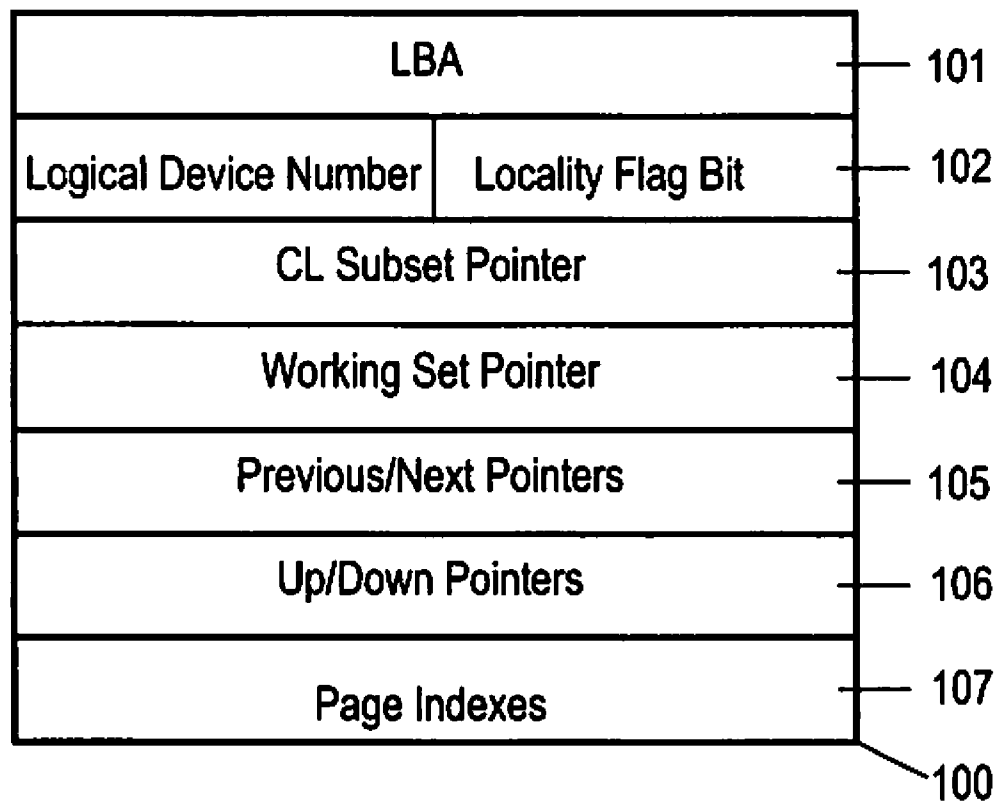 LBA 101
Logical Device Number Locality Flag Bit 102
CL Subset Pointer 103
Working Set Pointer 104
Previous/Next Pointers 105
Up/Down Pointers 106
Page Indexes 107
100